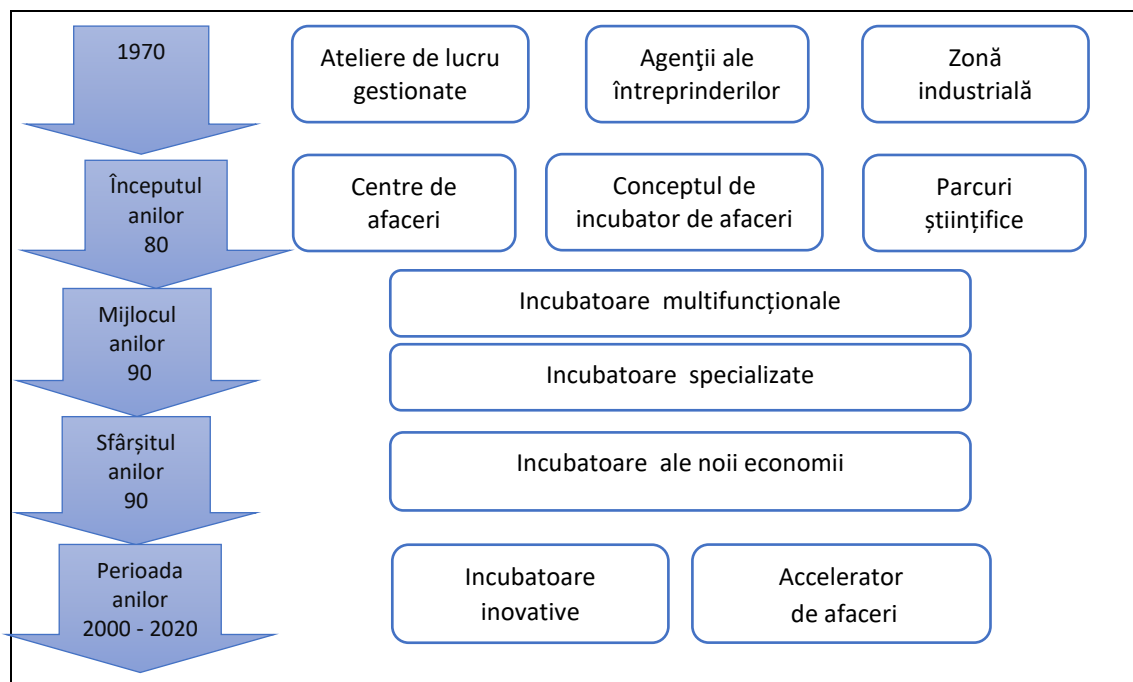 1970
Ateliere de lucru
gestionate
Agenţii ale
întreprinderilor
Zonă
industrială
Începutul
anilor
80
Centre de
afaceri
Conceptul de
incubator de afaceri
Parcuri
științifice
Mijlocul
anilor
90
Incubatoare multifuncționale
Incubatoare specializate
Sfârșitul
anilor
90
Incubatoare ale noii economii
Perioada
anilor
2000 - 2020
Incubatoare
inovative
Accelerator
de afaceri